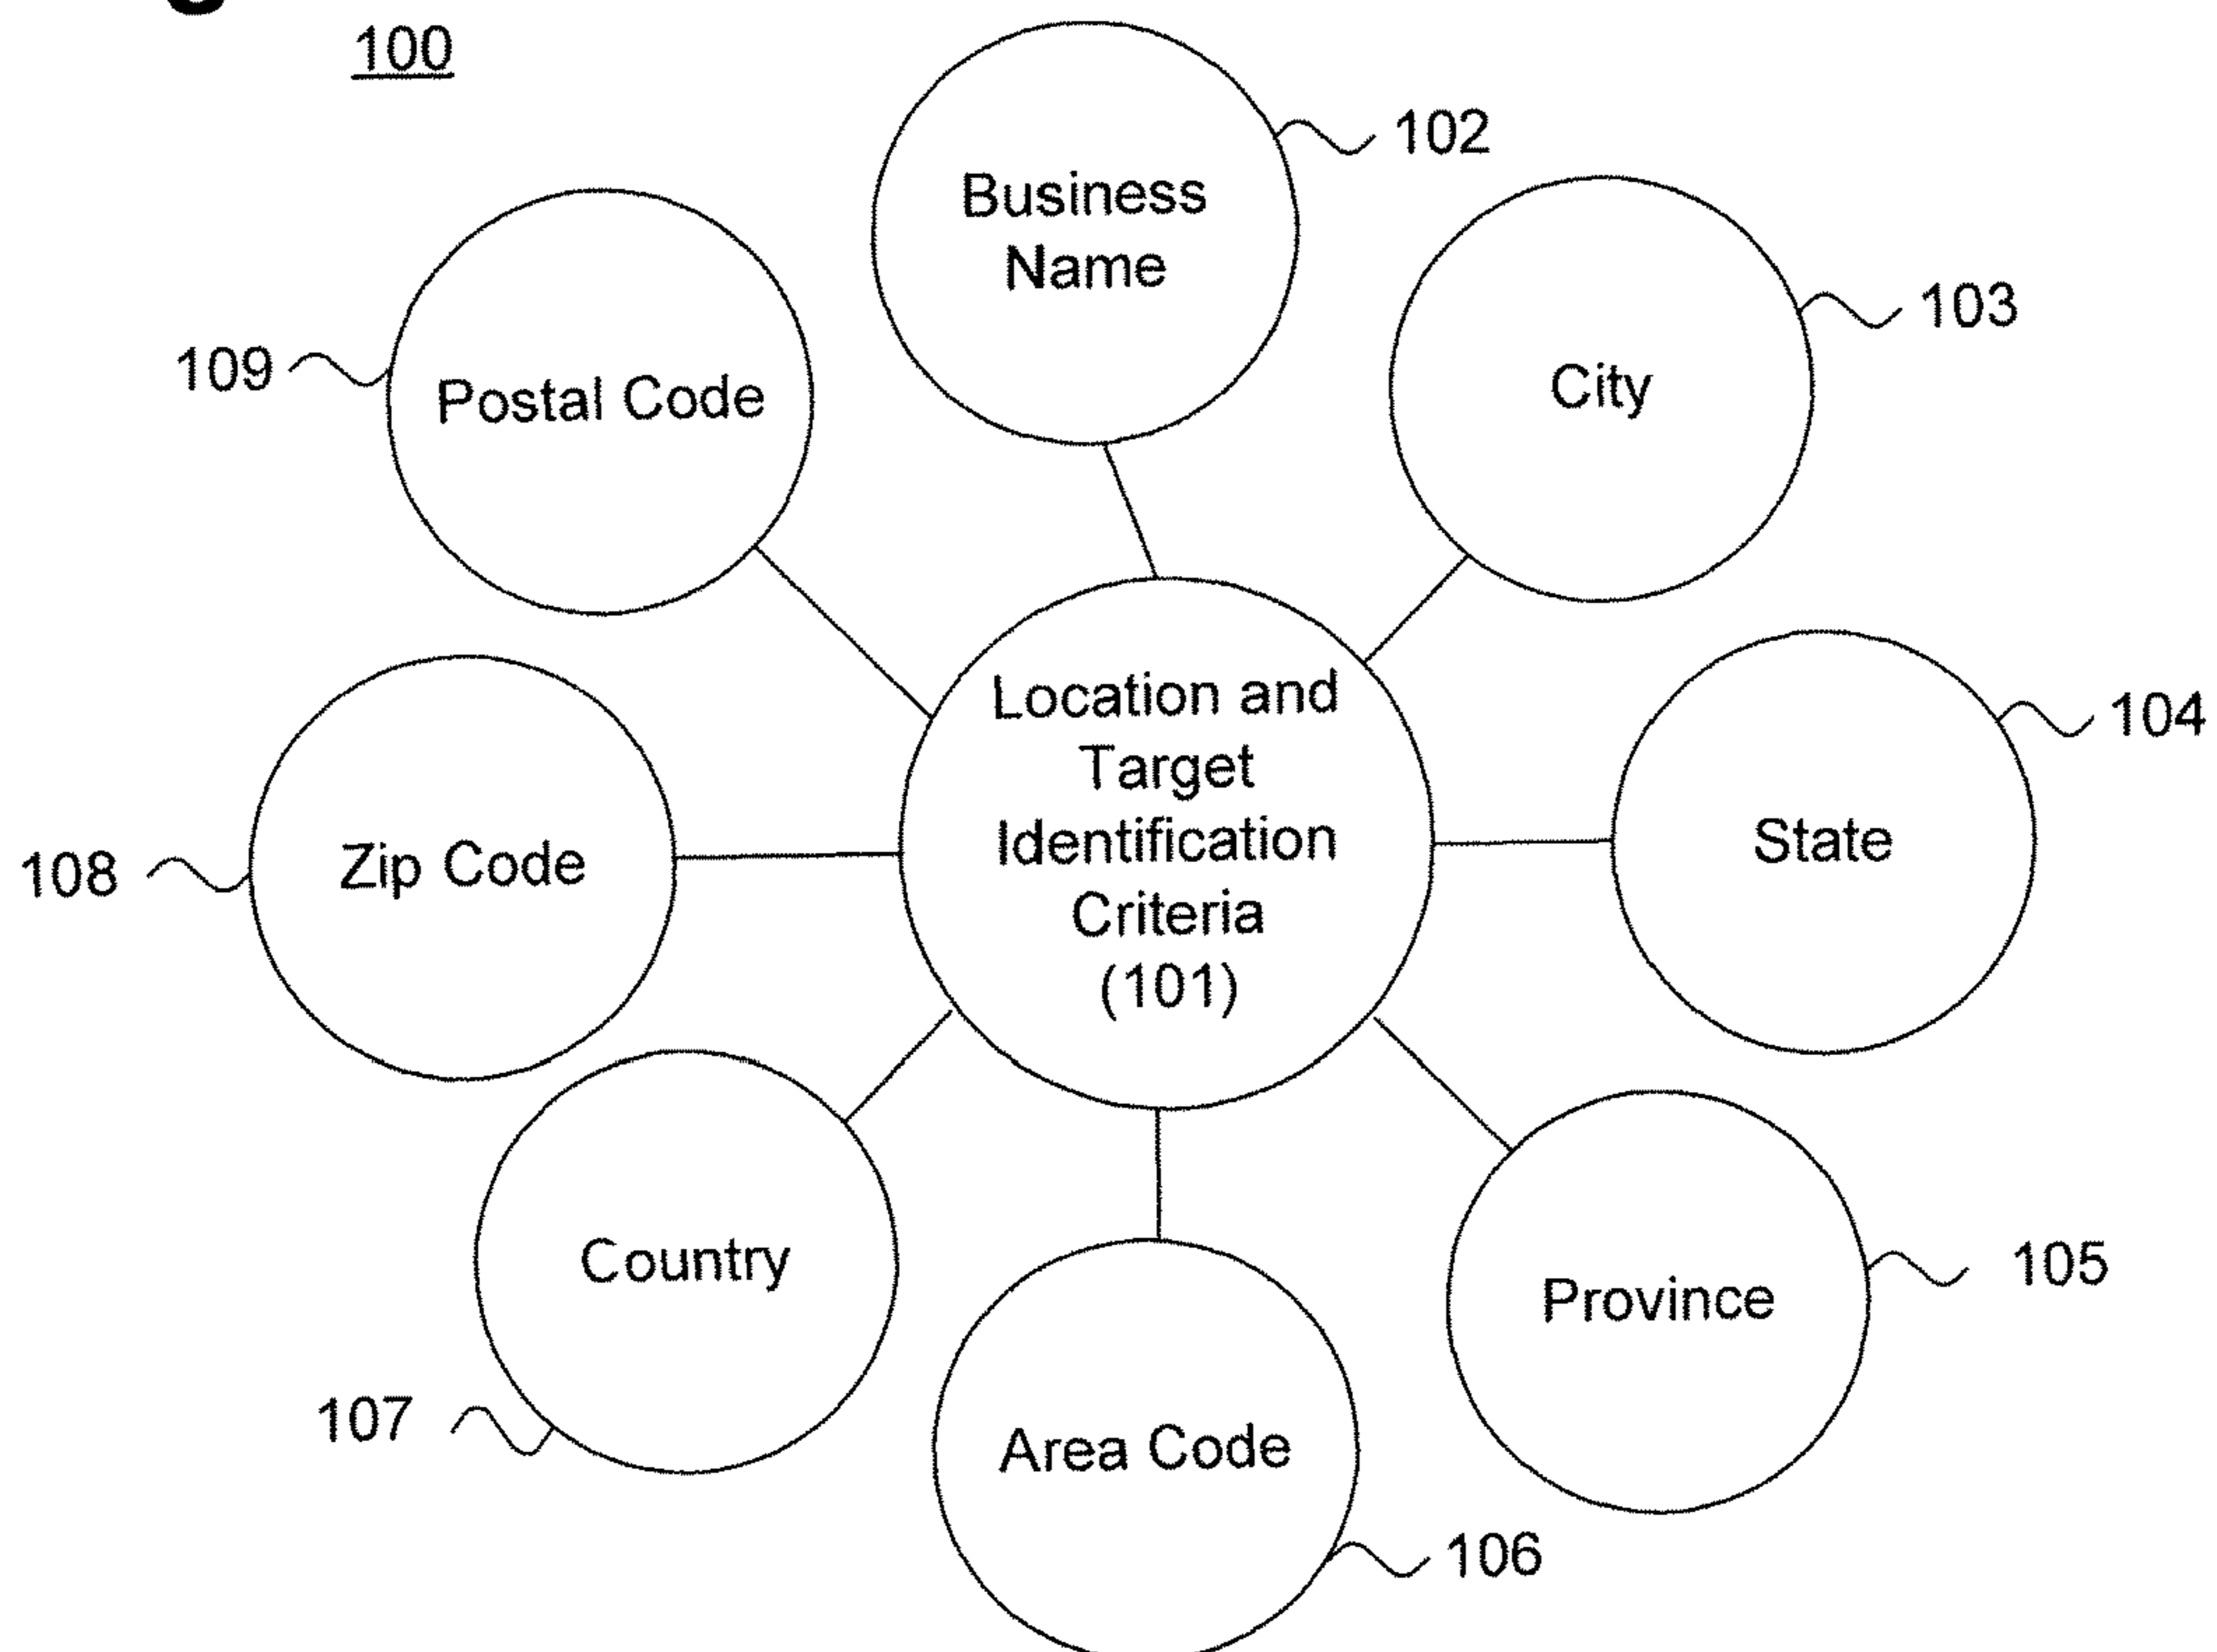 100
Business
Name
102
City
103
Postal Code
109
Location and
Target
Identification
Criteria
(101)
State
104
Zip Code
108
Country
107
Province
105
Area Code
106